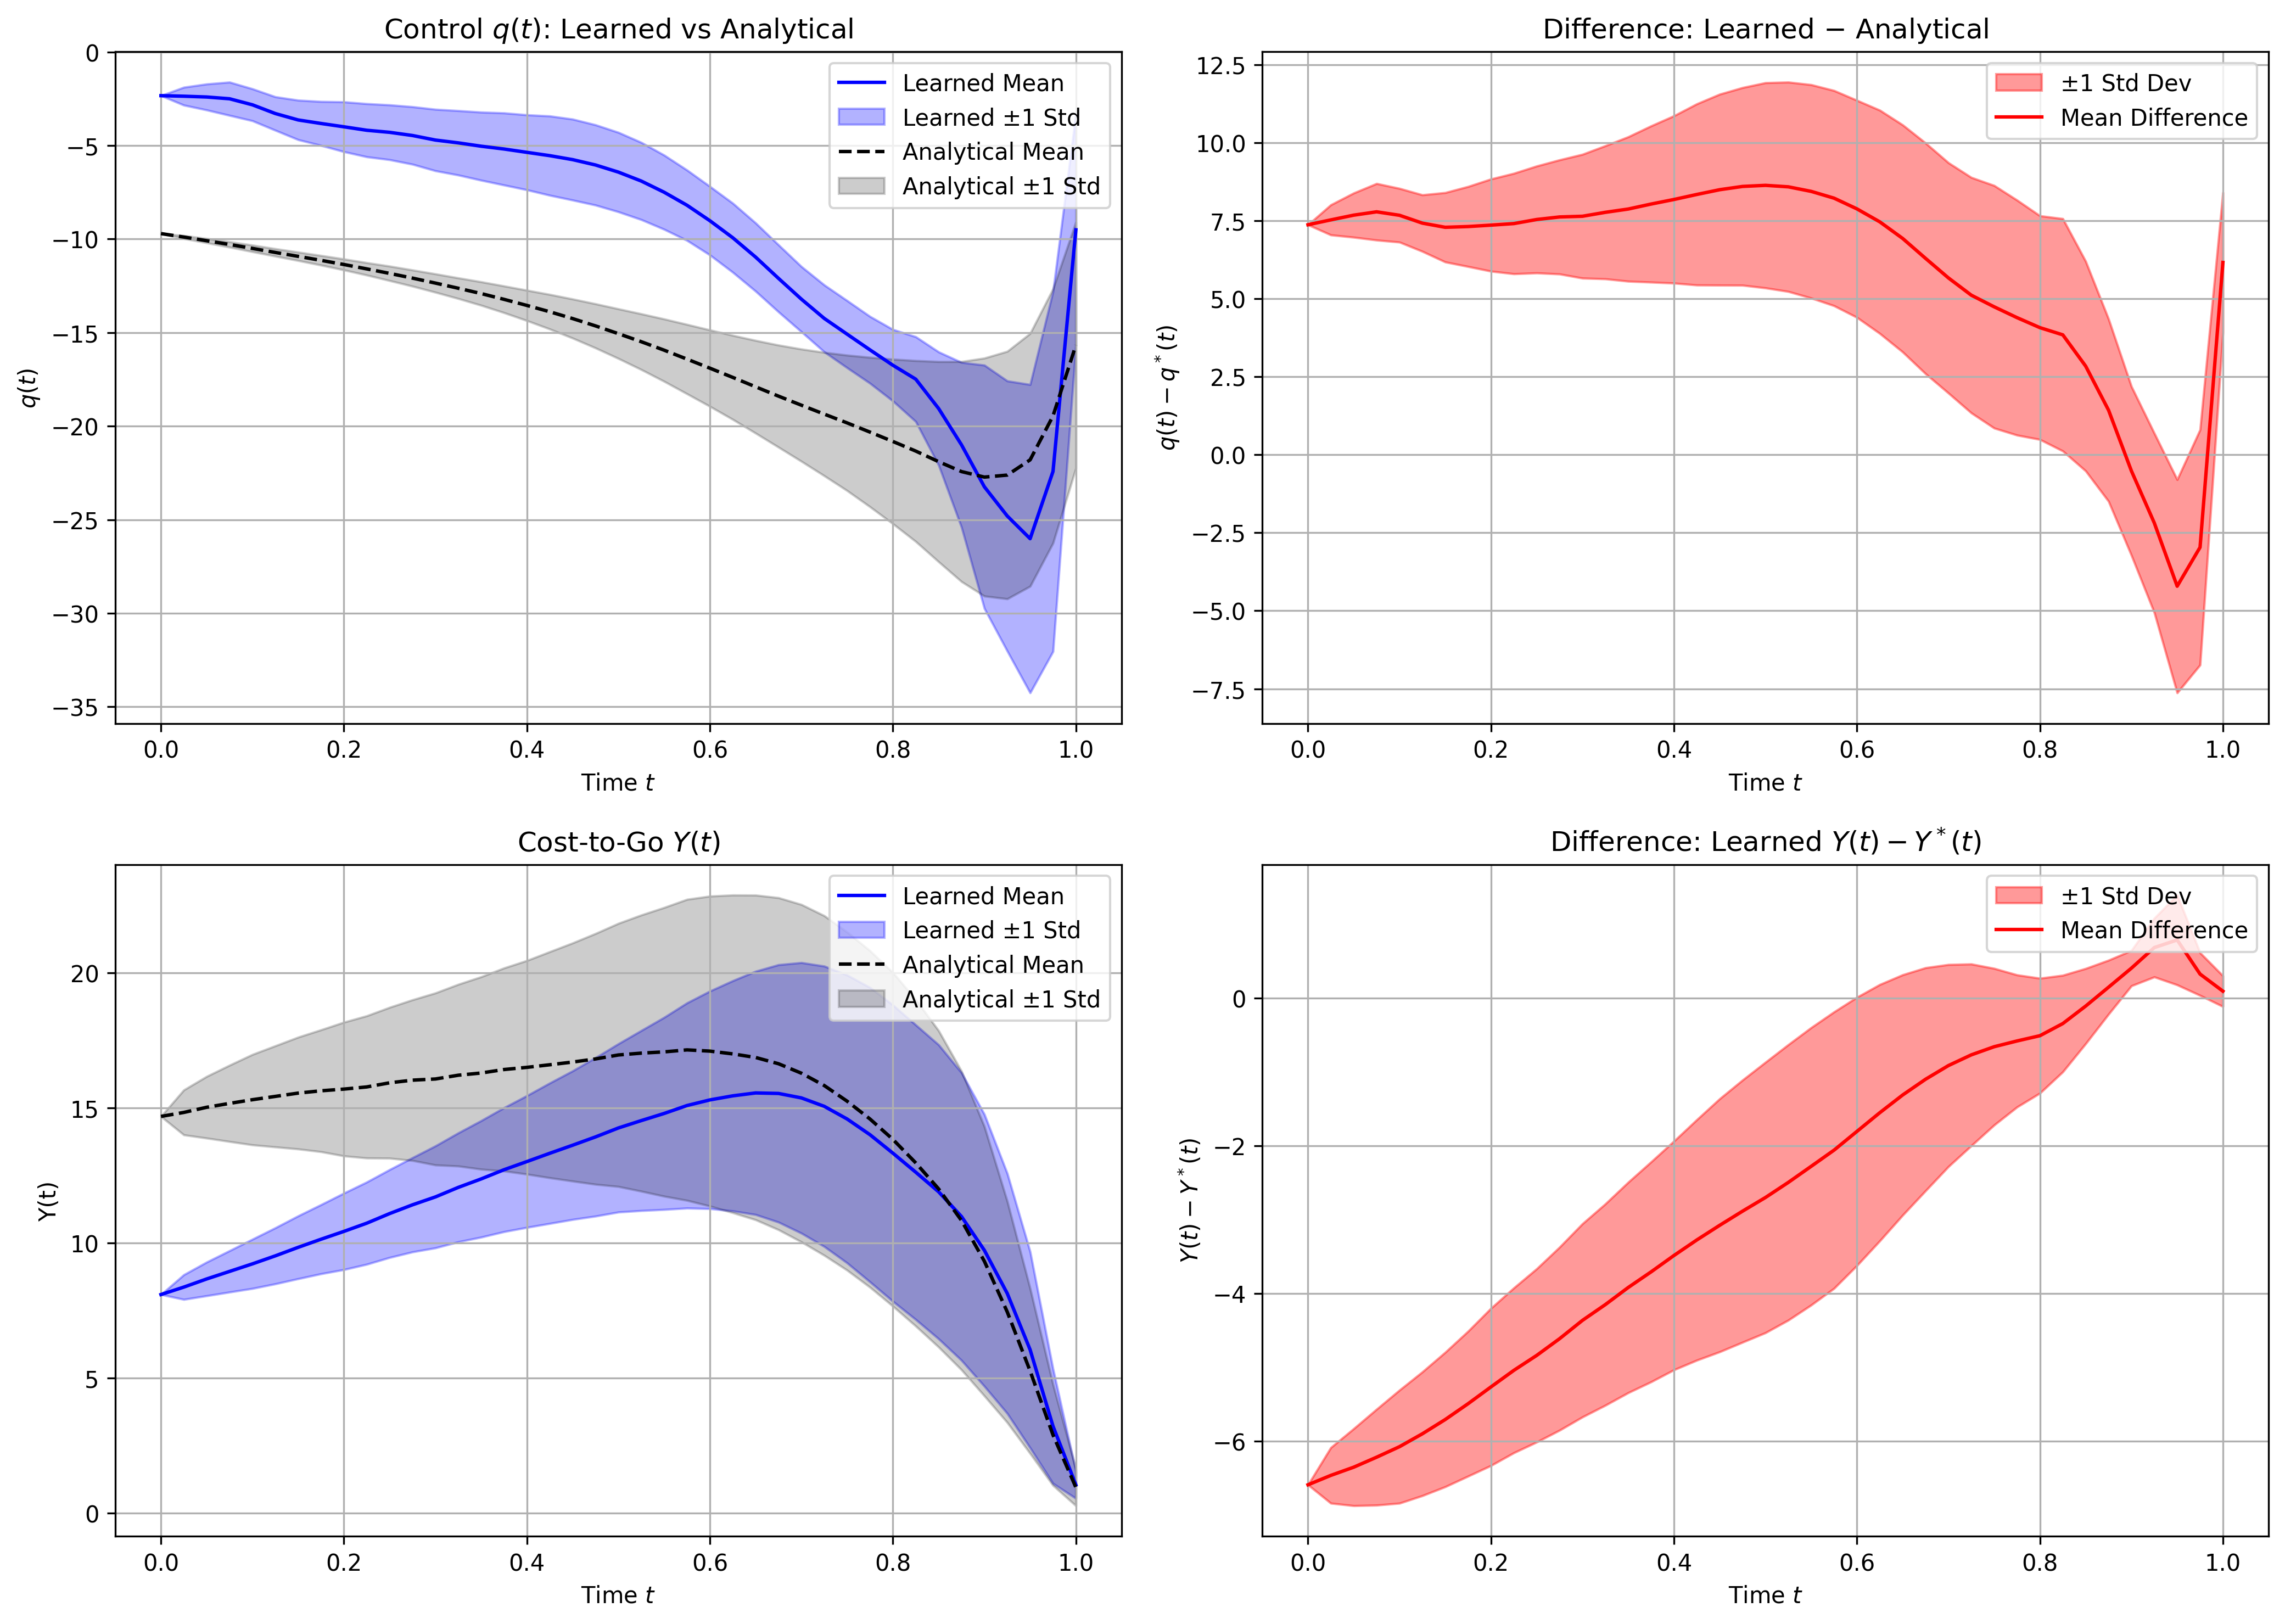 Control q(t): Learned vs Analytical
0
−5
−10
−15
−20
−25
−30
−35
q(t)
Learned Mean
Learned ±1 Std
Analytical Mean
Analytical ±1 Std
0.0 0.2 0.4 0.6 0.8 1.0
Time t
Difference: Learned − Analytical
12.5
10.0
7.5
5.0
2.5
0.0
−2.5
−5.0
−7.5
q(t) − q*(t)
±1 Std Dev
Mean Difference
0.0 0.2 0.4 0.6 0.8 1.0
Time t
Cost-to-Go Y(t)
20
15
10
5
0
Y(t)
Learned Mean
Learned ±1 Std
Analytical Mean
Analytical ±1 Std
0.0 0.2 0.4 0.6 0.8 1.0
Time t
Difference: Learned Y(t) − Y*(t)
0
−2
−4
−6
Y(t) − Y*(t)
±1 Std Dev
Mean Difference
0.0 0.2 0.4 0.6 0.8 1.0
Time t